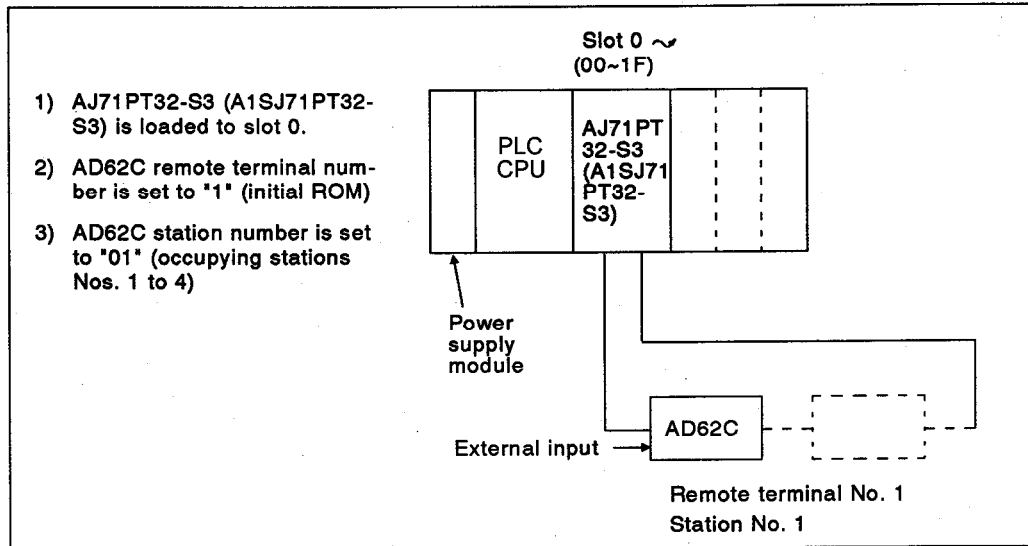 Slot 0 ~
(00~1F)
1) AJ71PT32-S3 (A1SJ71PT32-
S3) is loaded to slot 0.
2) AD62C remote terminal num-
ber is set to "1" (initial ROM)
3) AD62C station number is set
to "01" (occupying stations
Nos. 1 to 4)
PLC
CPU
AJ71PT
32-S3
(A1SJ71
PT32-
S3)
Power
supply
module
External input
AD62C
Remote terminal No. 1
Station No. 1